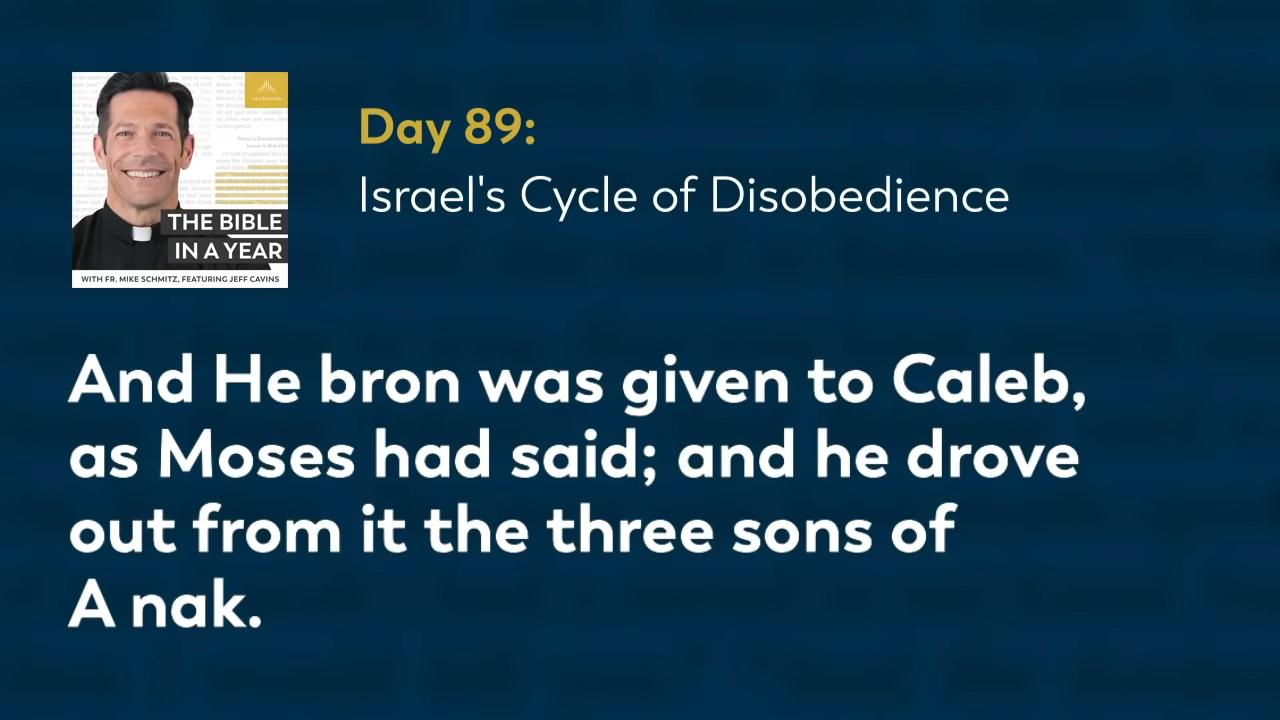 Day 89:
Israel's Cycle of Disobedience
THE BIBLE
IN A YEAR
WITH FR. MIKE SCHMITZ, FEATURING JEFF CAVINS
And He bron was given to Caleb,
as Moses had said; and he drove
out from it the three sons of
A nak.